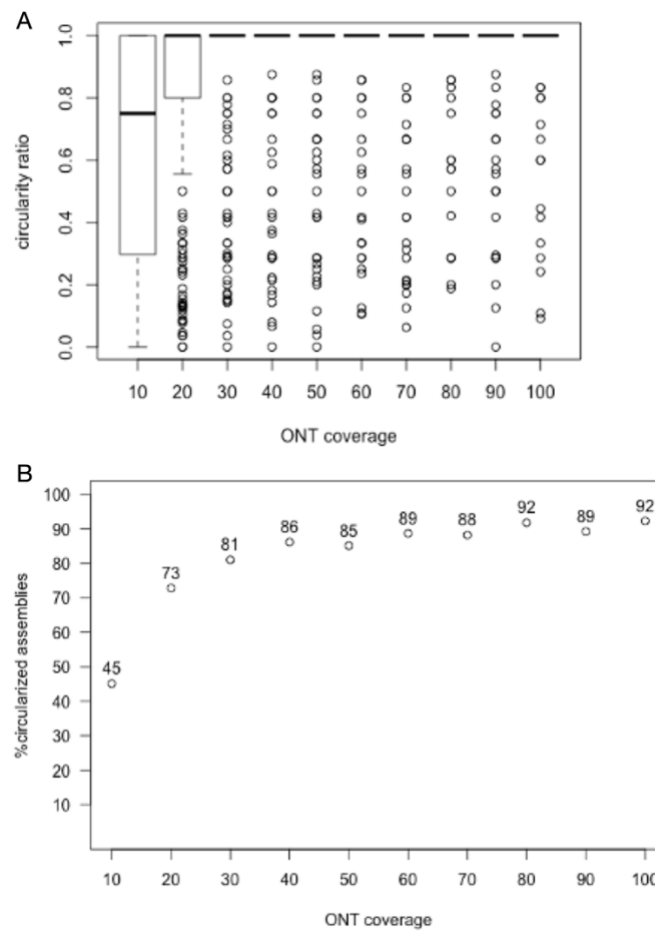 A
circularity ratio
1.0
0.8
0.6
0.4
0.2
0.0
10 20 30 40 50 60 70 80 90 100
ONT coverage
B
%circularized assemblies
100
90
80
70
60
50
40
30
20
10
45 73 81 86 85 89 88 92 89 92
10 20 30 40 50 60 70 80 90 100
ONT coverage